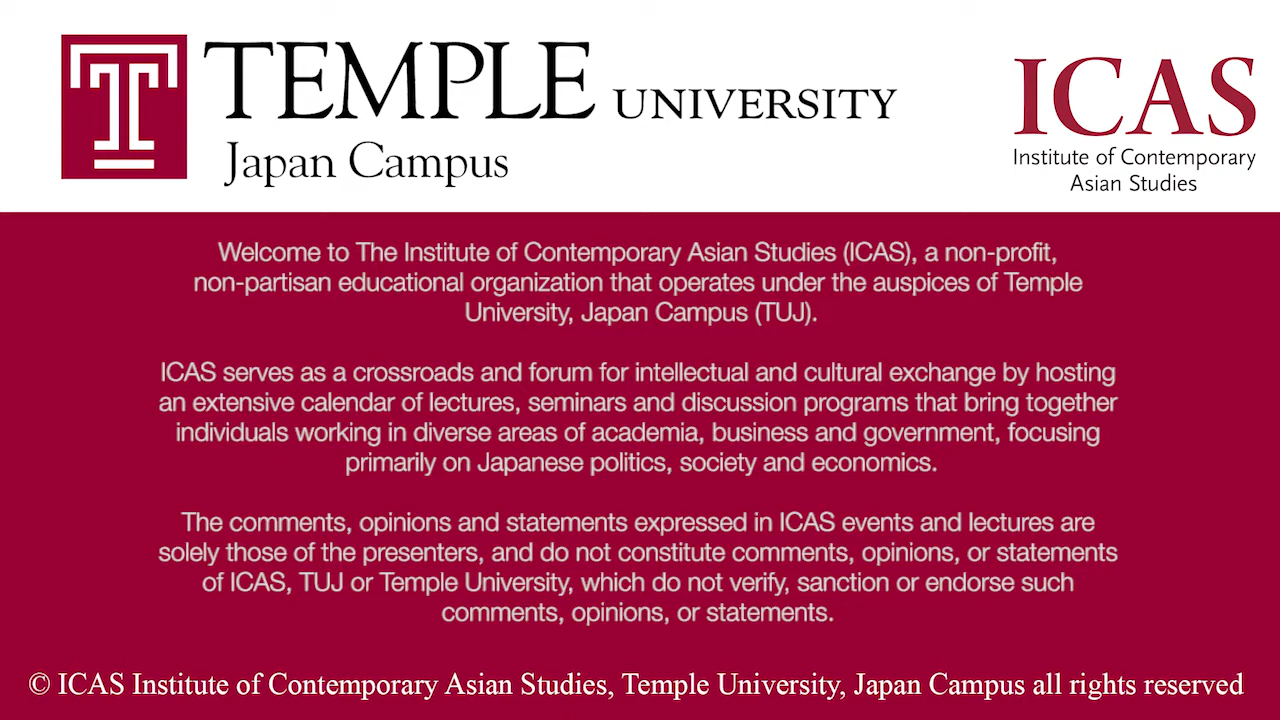 TEMPLE UNIVERSITY
Japan Campus
ICAS
Institute of Contemporary
Asian Studies
Welcome to The Institute of Contemporary Asian Studies (ICAS), a non-profit,
non-partisan educational organization that operates under the auspices of Temple
University, Japan Campus (TUJ).
ICAS serves as a crossroads and forum for intellectual and cultural exchange by hosting
an extensive calendar of lectures, seminars and discussion programs that bring together
individuals working in diverse areas of academia, business and government, focusing
primarily on Japanese politics, society and economics.
The comments, opinions and statements expressed in ICAS events and lectures are
solely those of the presenters, and do not constitute comments, opinions, or statements
of ICAS, TUJ or Temple University, which do not verify, sanction or endorse such
comments, opinions, or statements.
© ICAS Institute of Contemporary Asian Studies, Temple University, Japan Campus all rights reserved